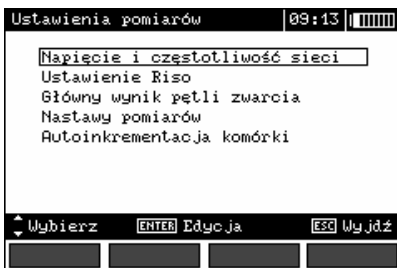 Ustawienia pomiarów 09:13
Napięcie i częstotliwość sieci
Ustawienie Riso
Główny wynik pętli zwarcia
Nastawy pomiarów
Autoinkrementacja komórki
Wybierz ENTER Edycja ESC Wyjdź